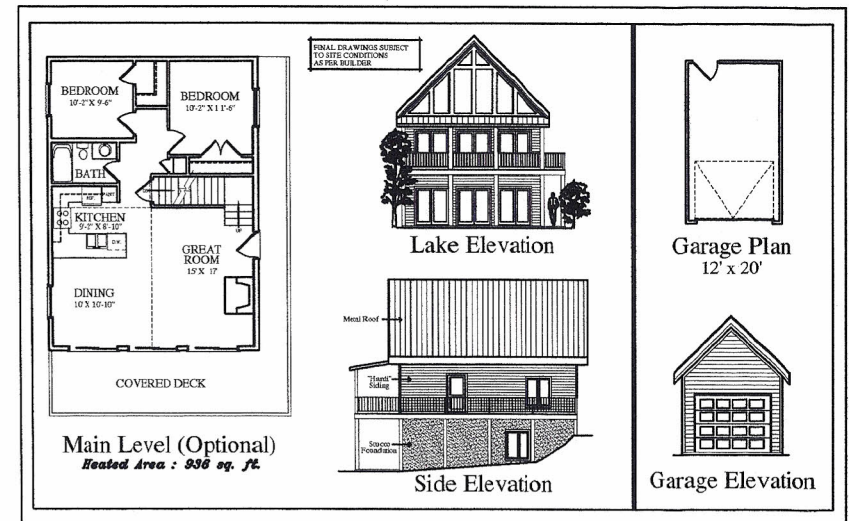 FINAL DRAWINGS SUBJECT
TO SITE CONDITIONS
AS PER BUILDER
BEDROOM
10'-2" X 9'-6"
BEDROOM
10'-2" X 11'-6"
BATH
REF.
KITCHEN
9'-2" X 8'-10"
D.W.
UP
GREAT
ROOM
15' X 17'
DINING
10' X 10'-10"
COVERED DECK
Main Level (Optional)
Heated Area : 936 sq. ft.
Lake Elevation
Metal Roof
"Hardi"
Siding
Stucco
Foundation
Side Elevation
Garage Plan
12' x 20'
Garage Elevation